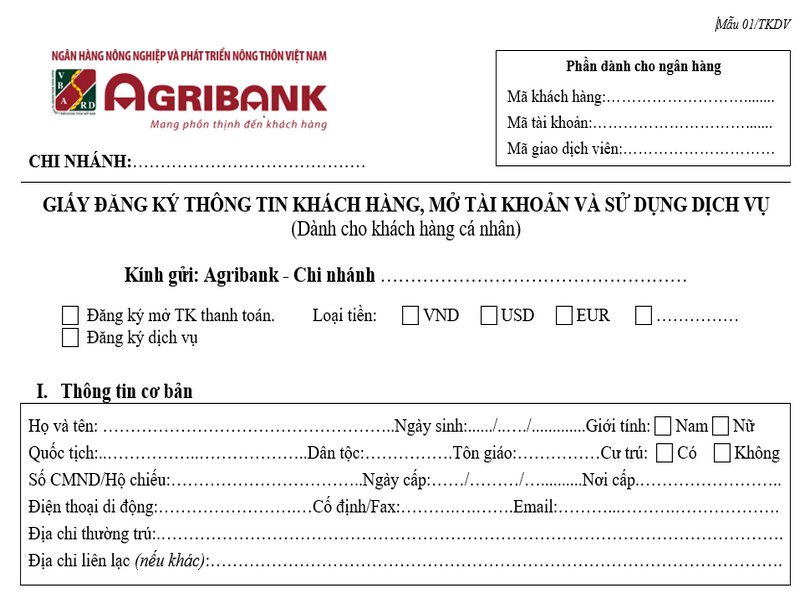 Mẫu 01/TKDV
NGÂN HÀNG NÔNG NGHIỆP VÀ PHÁT TRIỂN NÔNG THÔN VIỆT NAM
VBARD
AGRIBANK
Mang phồn thịnh đến khách hàng
CHI NHÁNH:……………………………………
Phần dành cho ngân hàng
Mã khách hàng:………………………........
Mã tài khoản:…………………………......
Mã giao dịch viên:…………………………
GIẤY ĐĂNG KÝ THÔNG TIN KHÁCH HÀNG, MỞ TÀI KHOẢN VÀ SỬ DỤNG DỊCH VỤ
(Dành cho khách hàng cá nhân)
Kính gửi: Agribank - Chi nhánh ……………………………………………
Đăng ký mở TK thanh toán. Loại tiền: VND USD EUR ……………
Đăng ký dịch vụ
I. Thông tin cơ bản
Họ và tên: …………………………………………..Ngày sinh:....../..…./.............Giới tính: Nam Nữ
Quốc tịch:..……………..………………..Dân tộc:…………….Tôn giáo:……………Cư trú: Có Không
Số CMND/Hộ chiếu:……………………………..Ngày cấp:……/………/…..........Nơi cấp……………………..
Điện thoại di động:…………………….…Cố định/Fax:……….…….Email:………...……….……………….
Địa chỉ thường trú:……………………………………………………………………………………………….
Địa chỉ liên lạc (nếu khác):……………………………………………………………………………………….